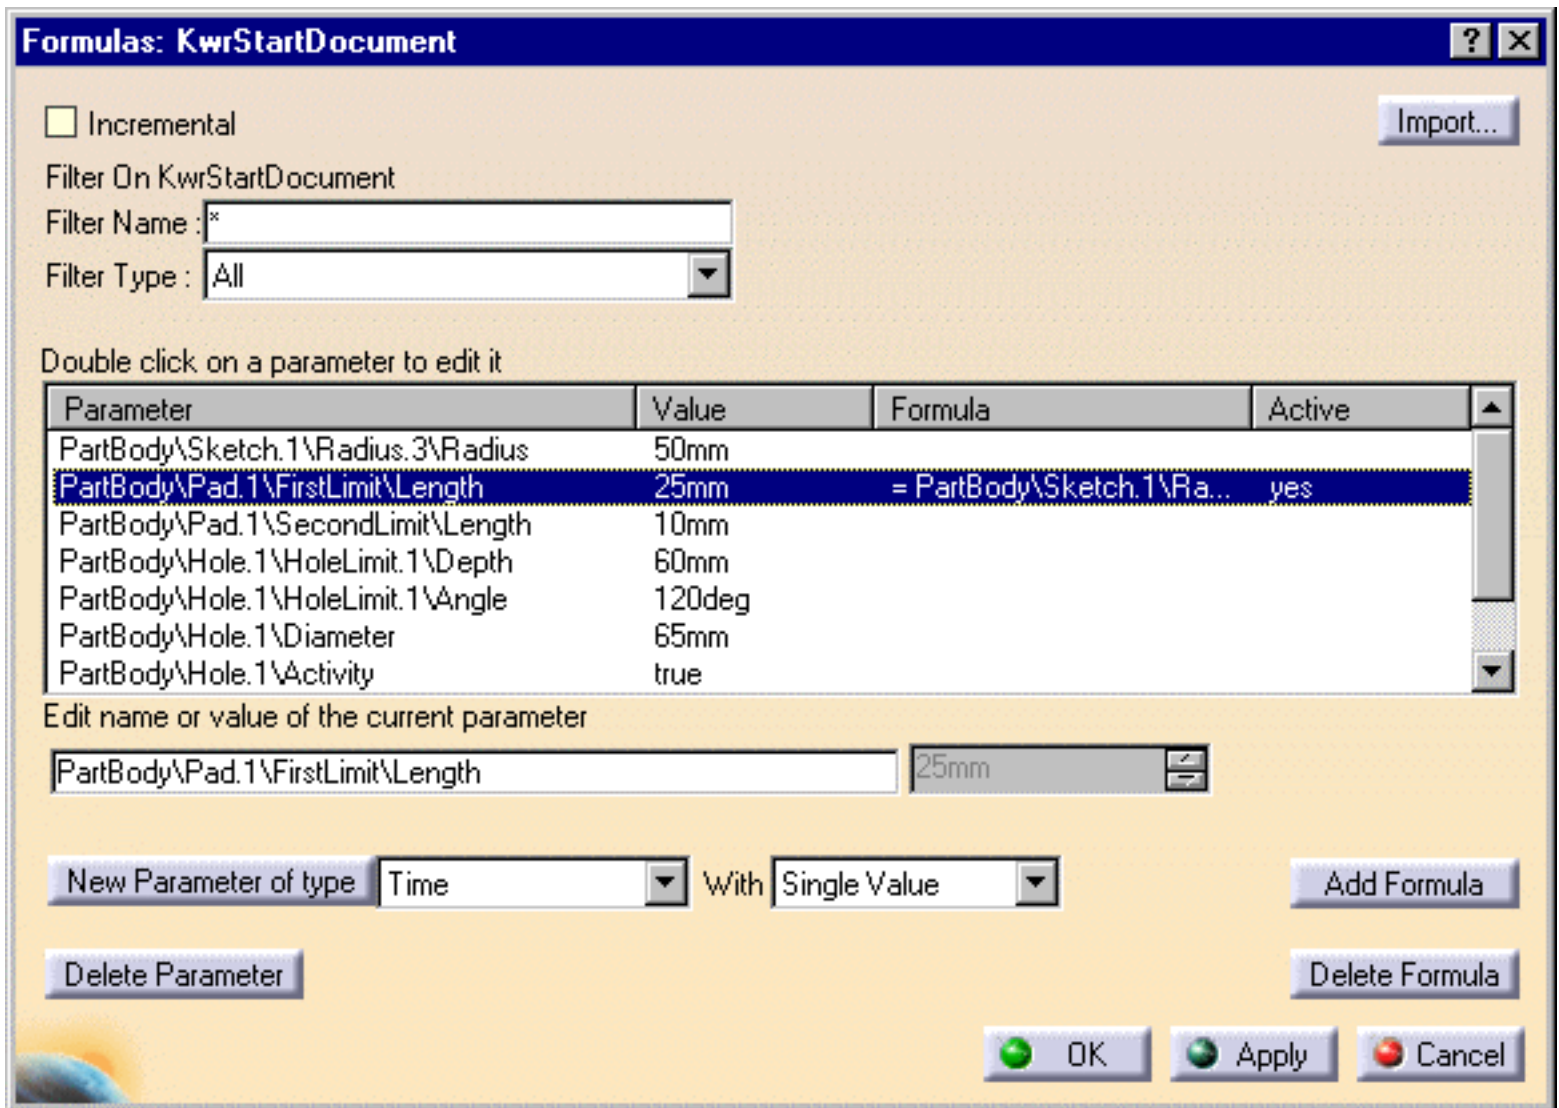 Formulas: KwrStartDocument
Incremental
Import...
Filter On KwrStartDocument
Filter Name : *
Filter Type : All
Double click on a parameter to edit it
Parameter Value Formula Active
PartBody\Sketch.1\Radius.3\Radius 50mm
PartBody\Pad.1\FirstLimit\Length 25mm = PartBody\Sketch.1\Ra... yes
PartBody\Pad.1\SecondLimit\Length 10mm
PartBody\Hole.1\HoleLimit.1\Depth 60mm
PartBody\Hole.1\HoleLimit.1\Angle 120deg
PartBody\Hole.1\Diameter 65mm
PartBody\Hole.1\Activity true
Edit name or value of the current parameter
PartBody\Pad.1\FirstLimit\Length 25mm
New Parameter of type Time With Single Value Add Formula
Delete Parameter Delete Formula
OK Apply Cancel